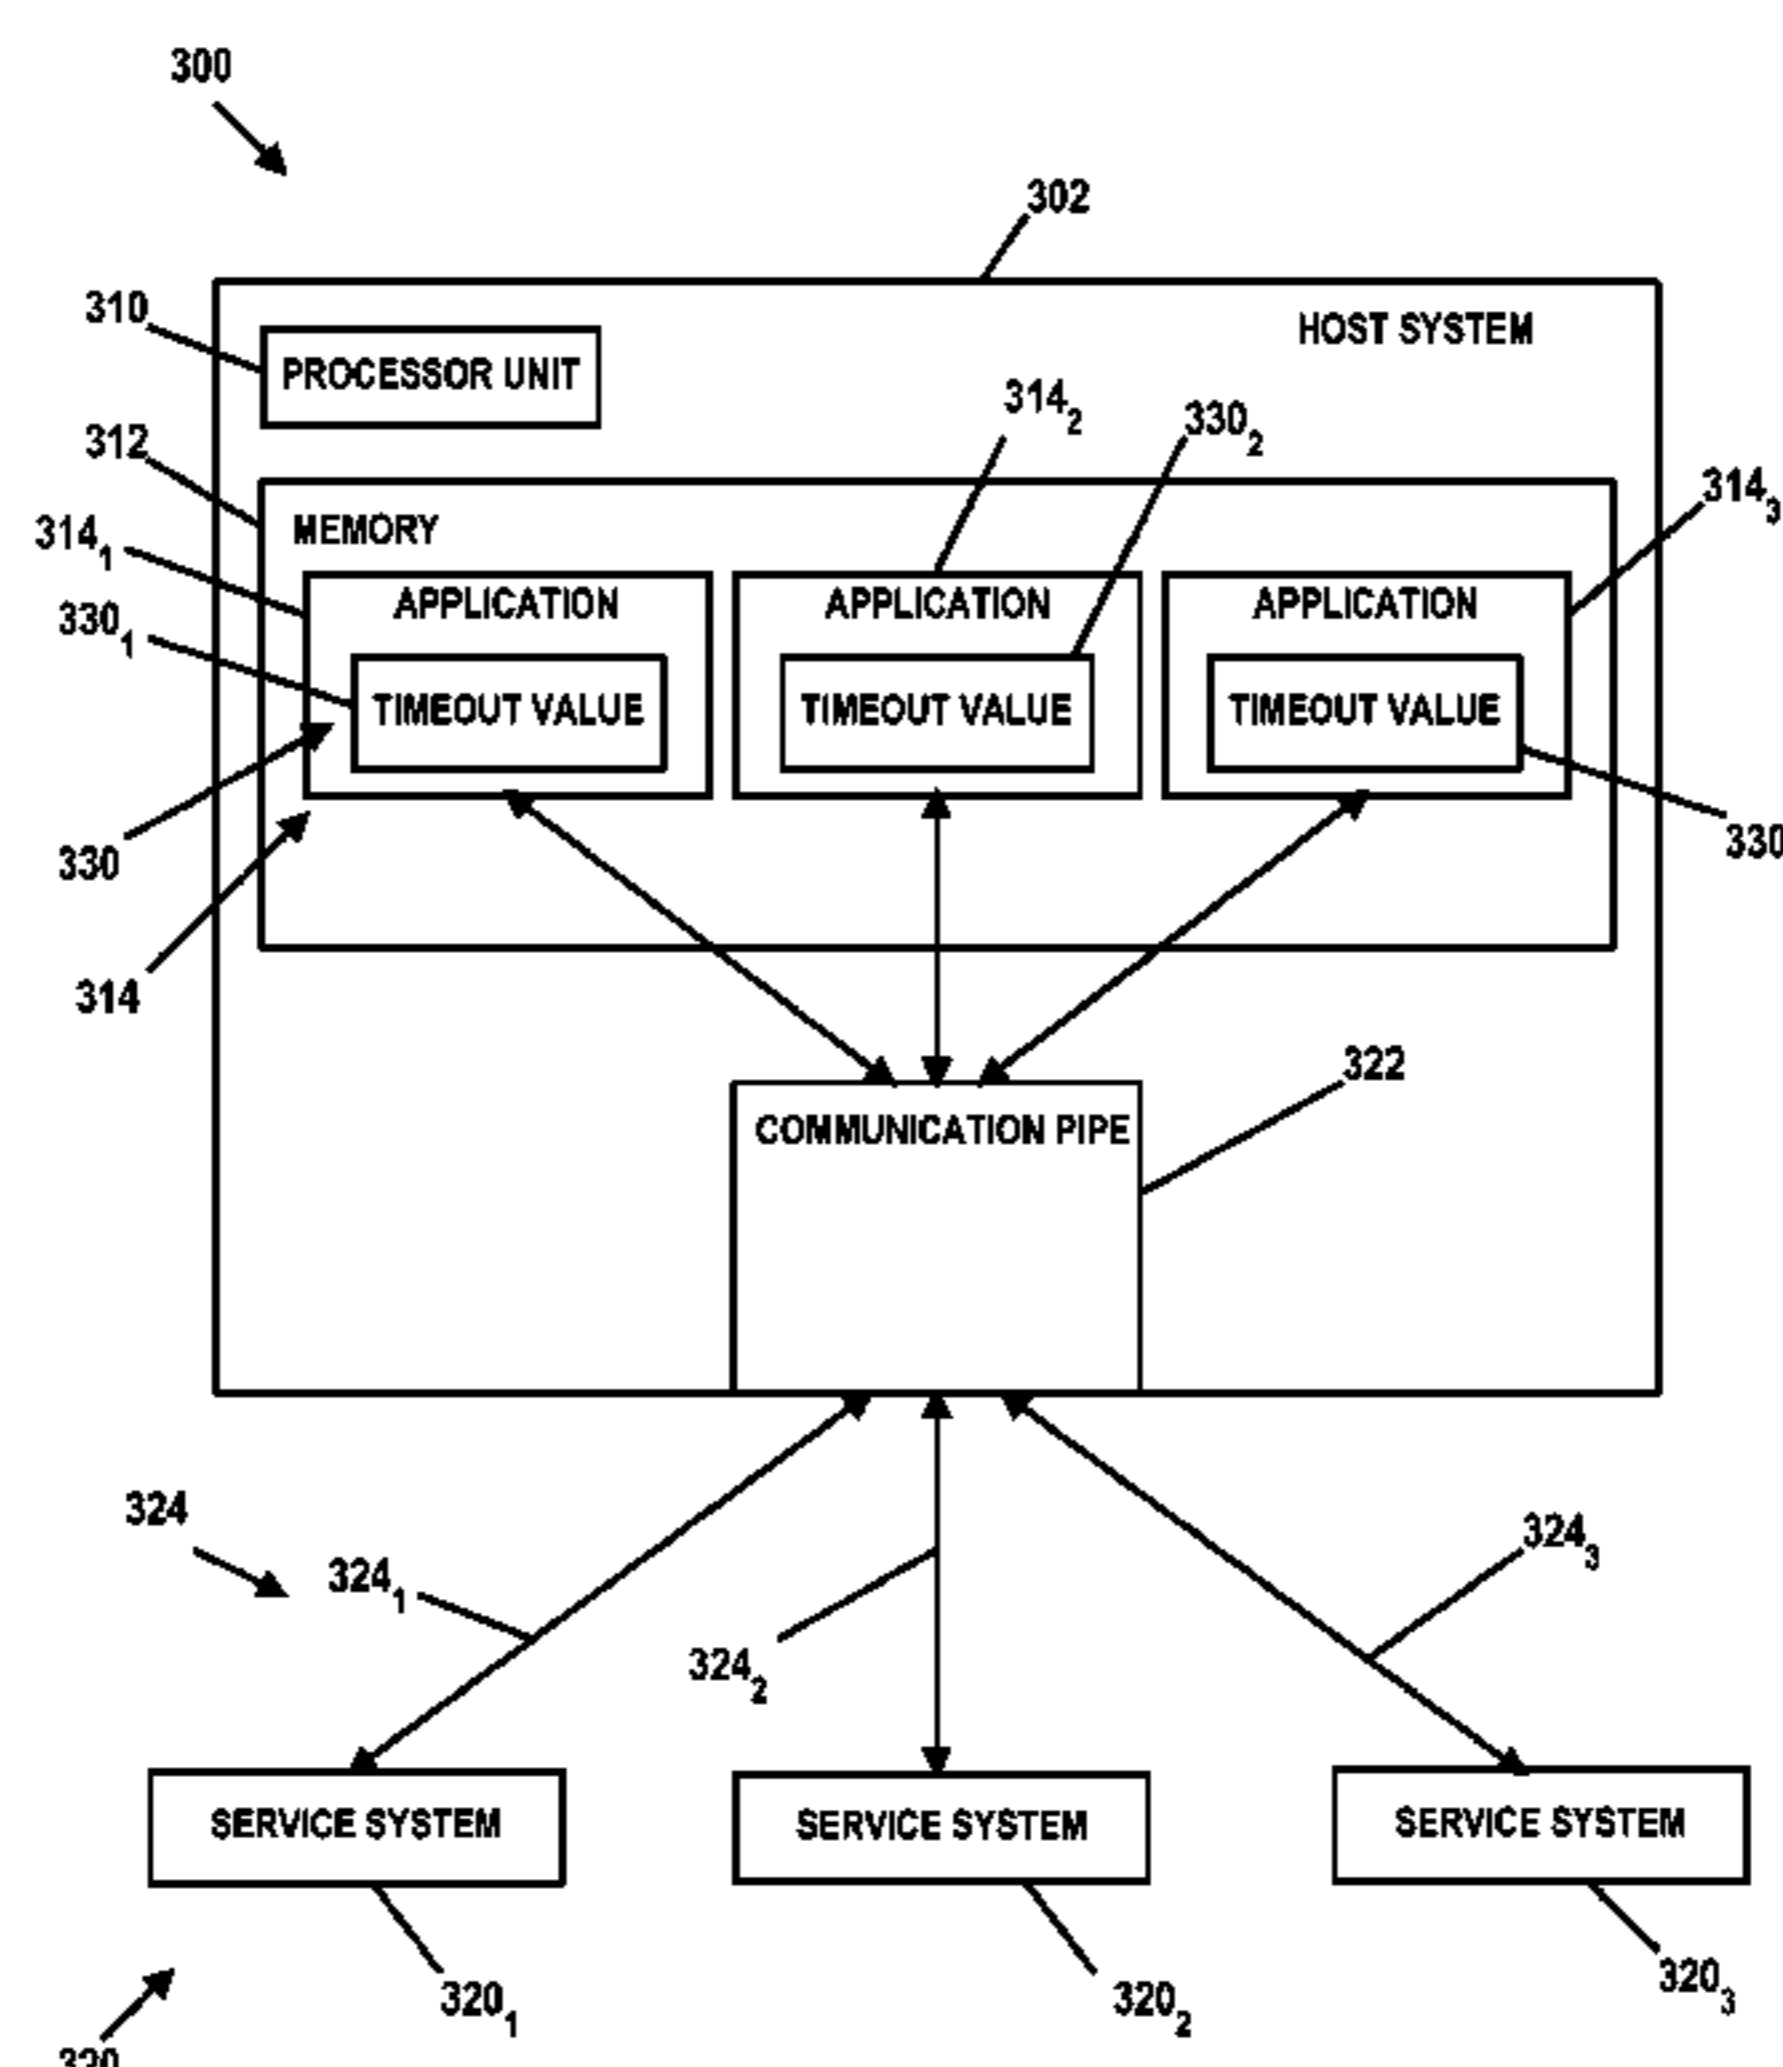 300
302
310
HOST SYSTEM
PROCESSOR UNIT
314₂
330₂
312
314₃
MEMORY
314₁
APPLICATION
APPLICATION
APPLICATION
330₁
TIMEOUT VALUE
TIMEOUT VALUE
TIMEOUT VALUE
330
330
314
322
COMMUNICATION PIPE
324
324₁
324₃
324₂
SERVICE SYSTEM
SERVICE SYSTEM
SERVICE SYSTEM
320₁
320₂
320₃